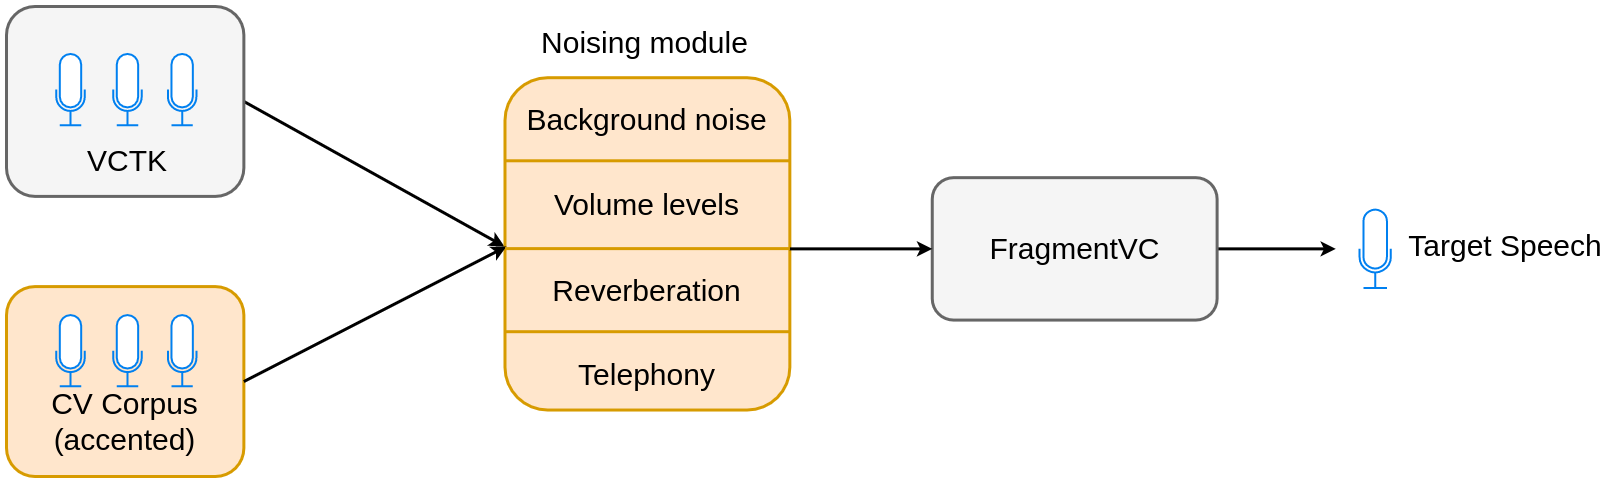 VCTK
CV Corpus
(accented)
Noising module
Background noise
Volume levels
Reverberation
Telephony
FragmentVC
Target Speech